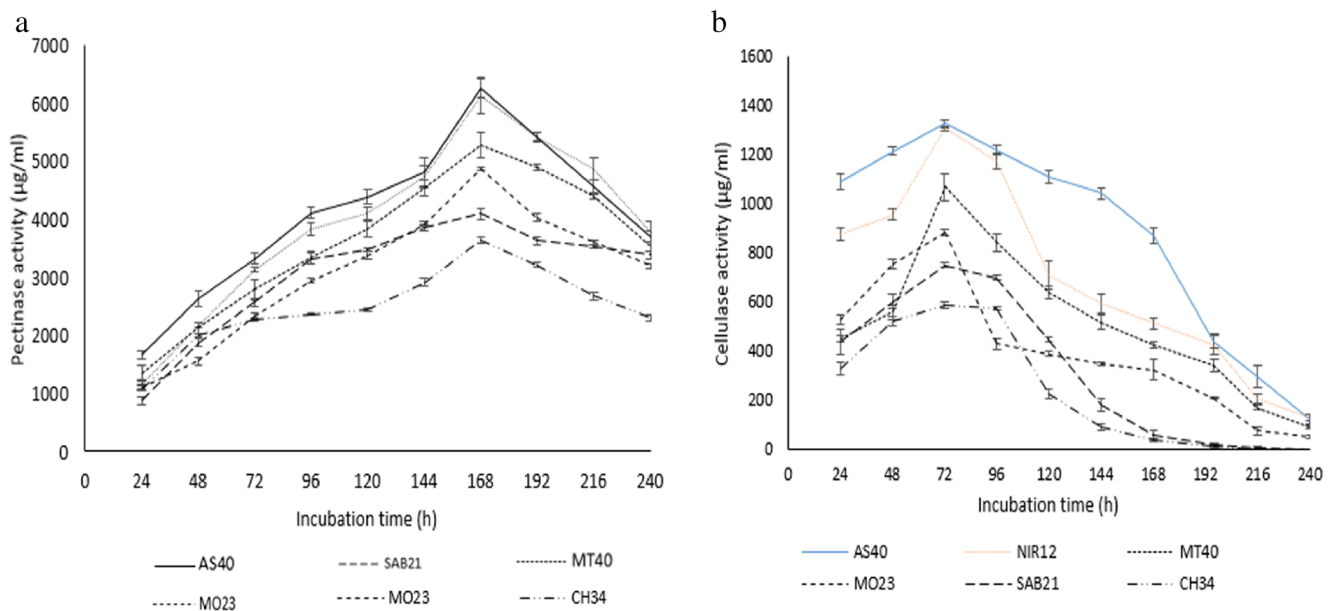 a
7000
6000
5000
4000
3000
2000
1000
0
Pectinase activity (µg/ml)
0 24 48 72 96 120 144 168 192 216 240
Incubation time (h)
AS40 SAB21 MT40
MO23 MO23 CH34
b
1600
1400
1200
1000
800
600
400
200
0
Cellulase activity (µg/ml)
0 24 48 72 96 120 144 168 192 216 240
Incubation time (h)
AS40 NIR12 MT40
MO23 SAB21 CH34